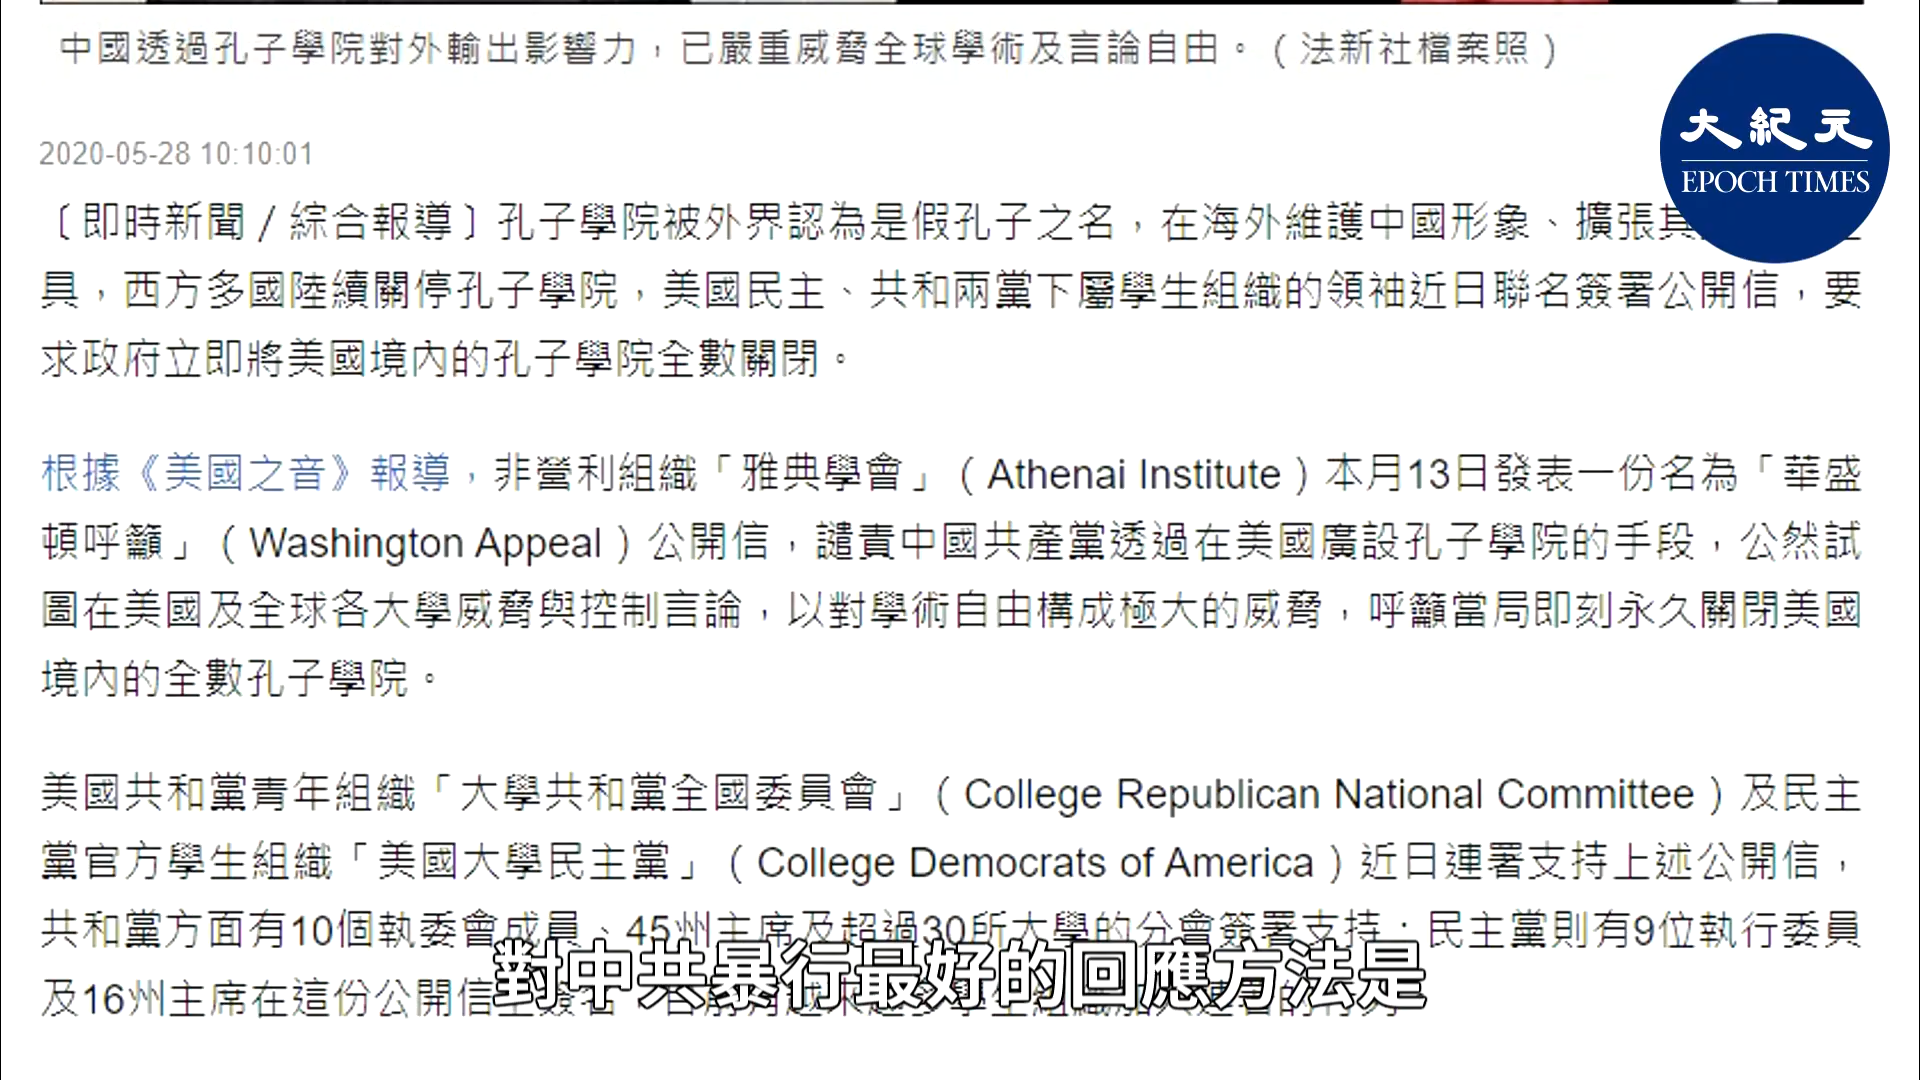 中國透過孔子學院對外輸出影響力，已嚴重威脅全球學術及言論自由。（法新社檔案照）
大紀元
EPOCH TIMES
2020-05-28 10:10:01
〔即時新聞／綜合報導〕孔子學院被外界認為是假孔子之名，在海外維護中國形象、擴張其
具，西方多國陸續關停孔子學院，美國民主、共和兩黨下屬學生組織的領袖近日聯名簽署公開信，要
求政府立即將美國境內的孔子學院全數關閉。
根據《美國之音》報導，非營利組織「雅典學會」（Athenai Institute）本月13日發表一份名為「華盛
頓呼籲」（Washington Appeal）公開信，譴責中國共產黨透過在美國廣設孔子學院的手段，公然試
圖在美國及全球各大學威脅與控制言論，以對學術自由構成極大的威脅，呼籲當局即刻永久關閉美國
境內的全數孔子學院。
美國共和黨青年組織「大學共和黨全國委員會」（College Republican National Committee）及民主
黨官方學生組織「美國大學民主黨」（College Democrats of America）近日連署支持上述公開信，
共和黨方面有10個執委會成員、45州主席及超過30所大學的分會簽署支持；民主黨則有9位執行委員
及16州主席在這份公開信
對中共暴行最好的回應方法是